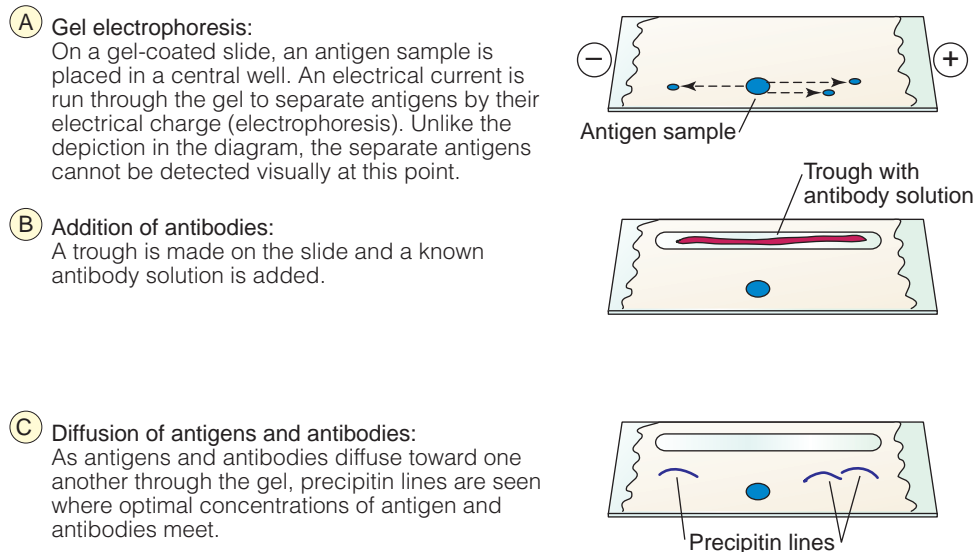 A Gel electrophoresis:
On a gel-coated slide, an antigen sample is
placed in a central well. An electrical current is
run through the gel to separate antigens by their
electrical charge (electrophoresis). Unlike the
depiction in the diagram, the separate antigens
cannot be detected visually at this point.
− +
Antigen sample
B Addition of antibodies:
A trough is made on the slide and a known
antibody solution is added.
Trough with
antibody solution
C Diffusion of antigens and antibodies:
As antigens and antibodies diffuse toward one
another through the gel, precipitin lines are seen
where optimal concentrations of antigen and
antibodies meet.
Precipitin lines